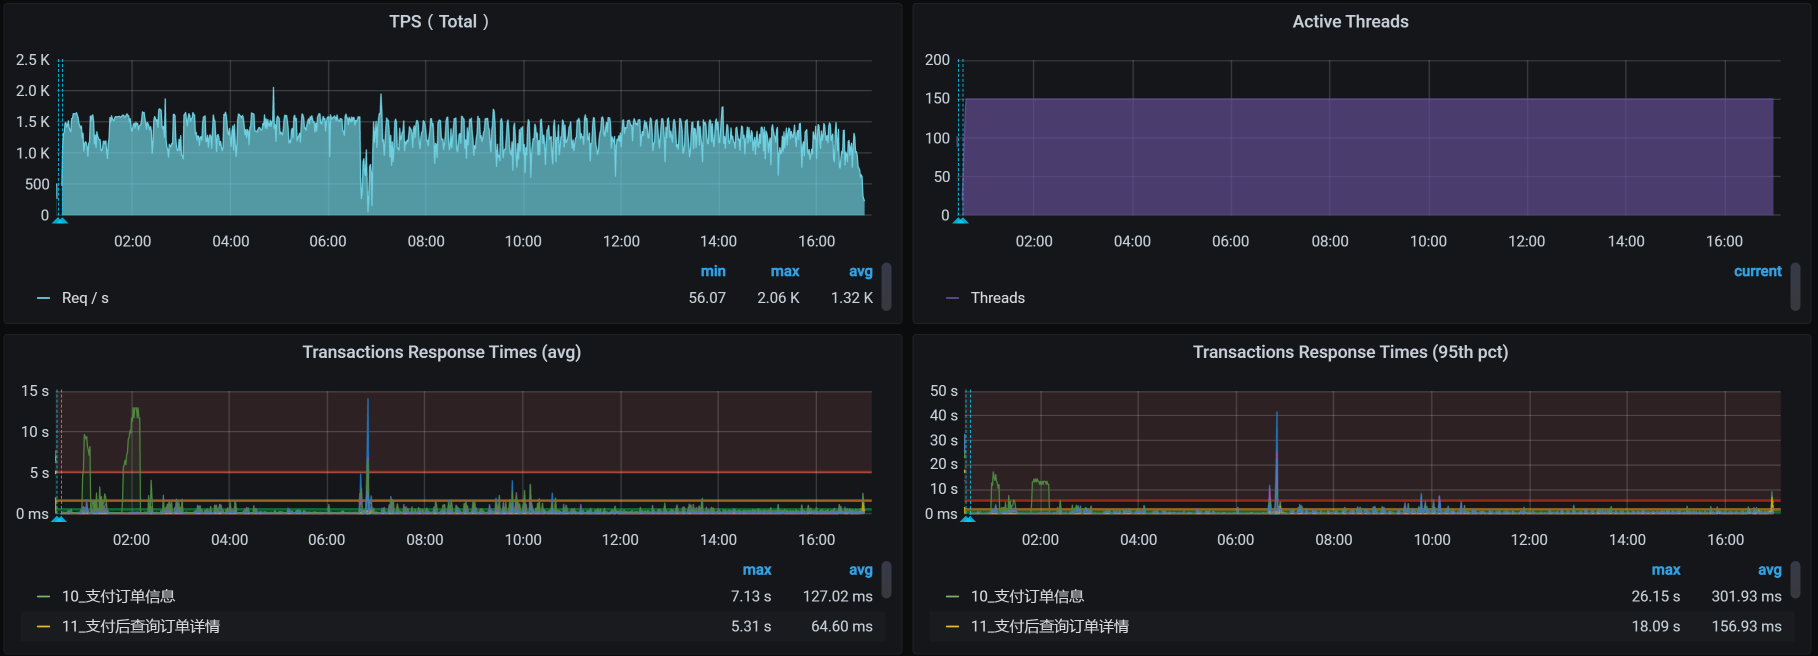 TPS ( Total )
2.5 K
2.0 K
1.5 K
1.0 K
500
0
02:00 04:00 06:00 08:00 10:00 12:00 14:00 16:00
min max avg
Req / s 56.07 2.06 K 1.32 K
Active Threads
200
150
100
50
0
02:00 04:00 06:00 08:00 10:00 12:00 14:00 16:00
current
Threads
Transactions Response Times (avg)
15 s
10 s
5 s
0 ms
02:00 04:00 06:00 08:00 10:00 12:00 14:00 16:00
max avg
10_支付订单信息 7.13 s 127.02 ms
11_支付后查询订单详情 5.31 s 64.60 ms
Transactions Response Times (95th pct)
50 s
40 s
30 s
20 s
10 s
0 ms
02:00 04:00 06:00 08:00 10:00 12:00 14:00 16:00
max avg
10_支付订单信息 26.15 s 301.93 ms
11_支付后查询订单详情 18.09 s 156.93 ms